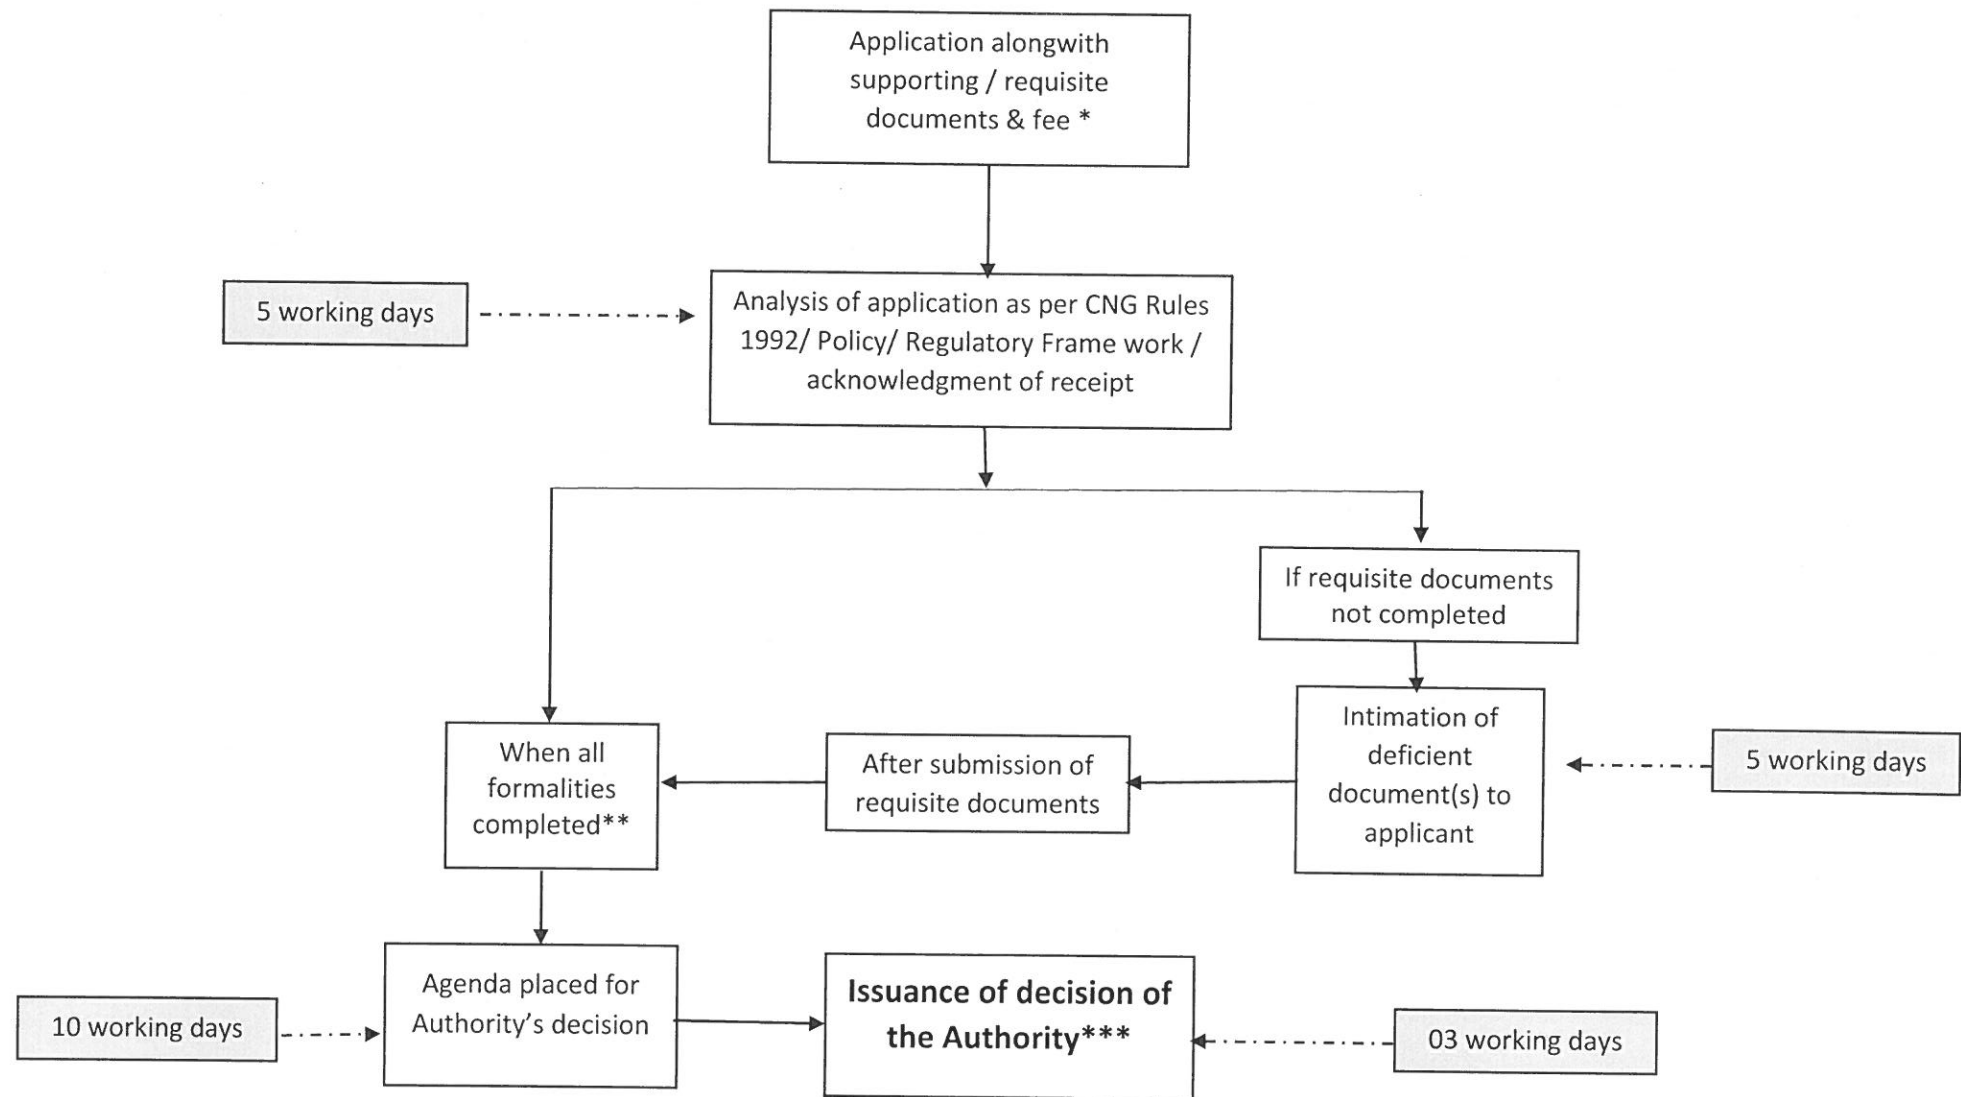 Application alongwith
supporting / requisite
documents & fee *
5 working days
Analysis of application as per CNG Rules
1992/ Policy/ Regulatory Frame work /
acknowledgment of receipt
If requisite documents
not completed
When all
formalities
completed**
After submission of
requisite documents
Intimation of
deficient
document(s) to
applicant
5 working days
10 working days
Agenda placed for
Authority's decision
Issuance of decision of
the Authority***
03 working days